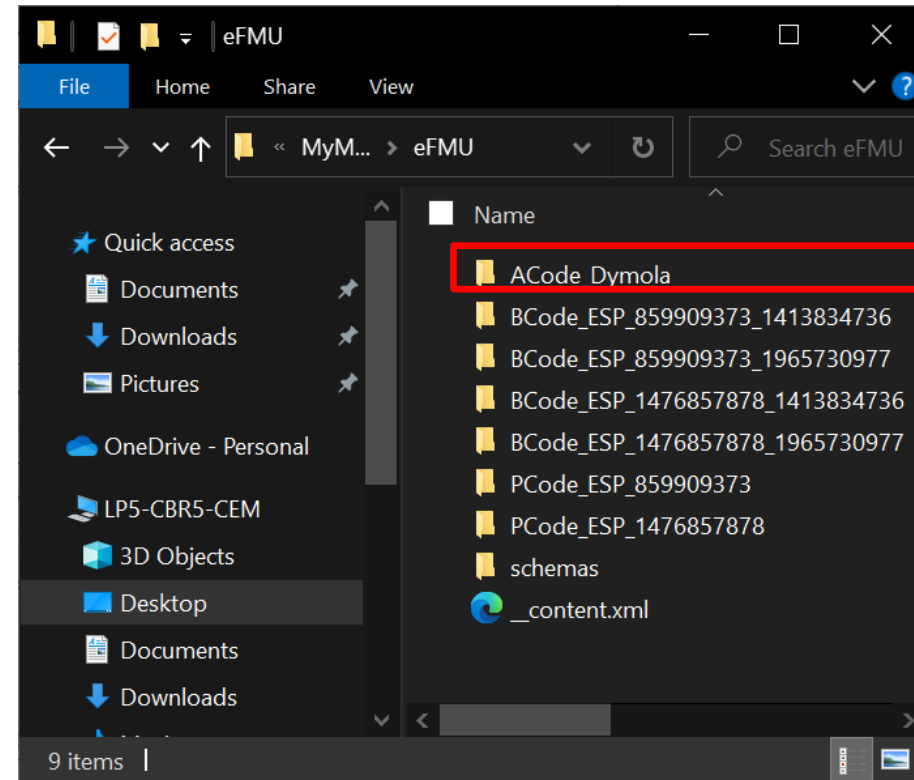 eFMU
File Home Share View
« MyM... > eFMU
Search eFMU
Name
Quick access
Documents
Downloads
Pictures
OneDrive - Personal
LP5-CBR5-CEM
3D Objects
Desktop
Documents
Downloads
ACode_Dymola
BCode_ESP_859909373_1413834736
BCode_ESP_859909373_1965730977
BCode_ESP_1476857878_1413834736
BCode_ESP_1476857878_1965730977
PCode_ESP_859909373
PCode_ESP_1476857878
schemas
__content.xml
9 items